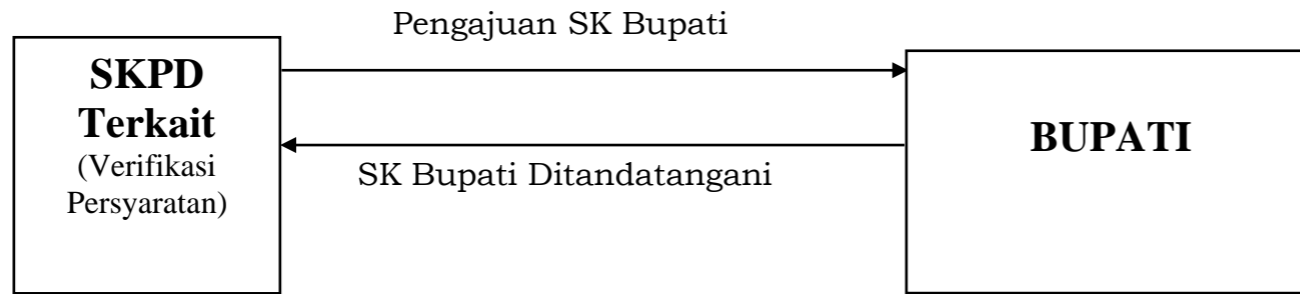 Pengajuan SK Bupati
SKPD
Terkait
(Verifikasi
Persyaratan)
BUPATI
SK Bupati Ditandatangani